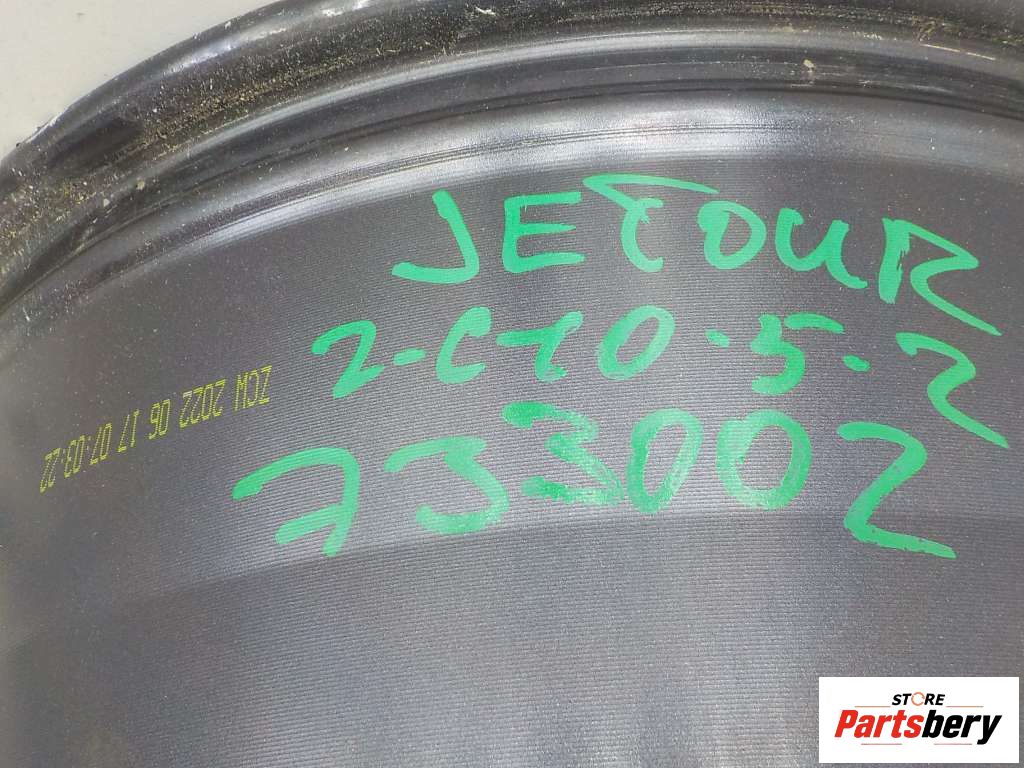 JETOUR
2-C10-5-2
733002
ZCW 2022 06 17 07:03:22
STORE
Partsbery